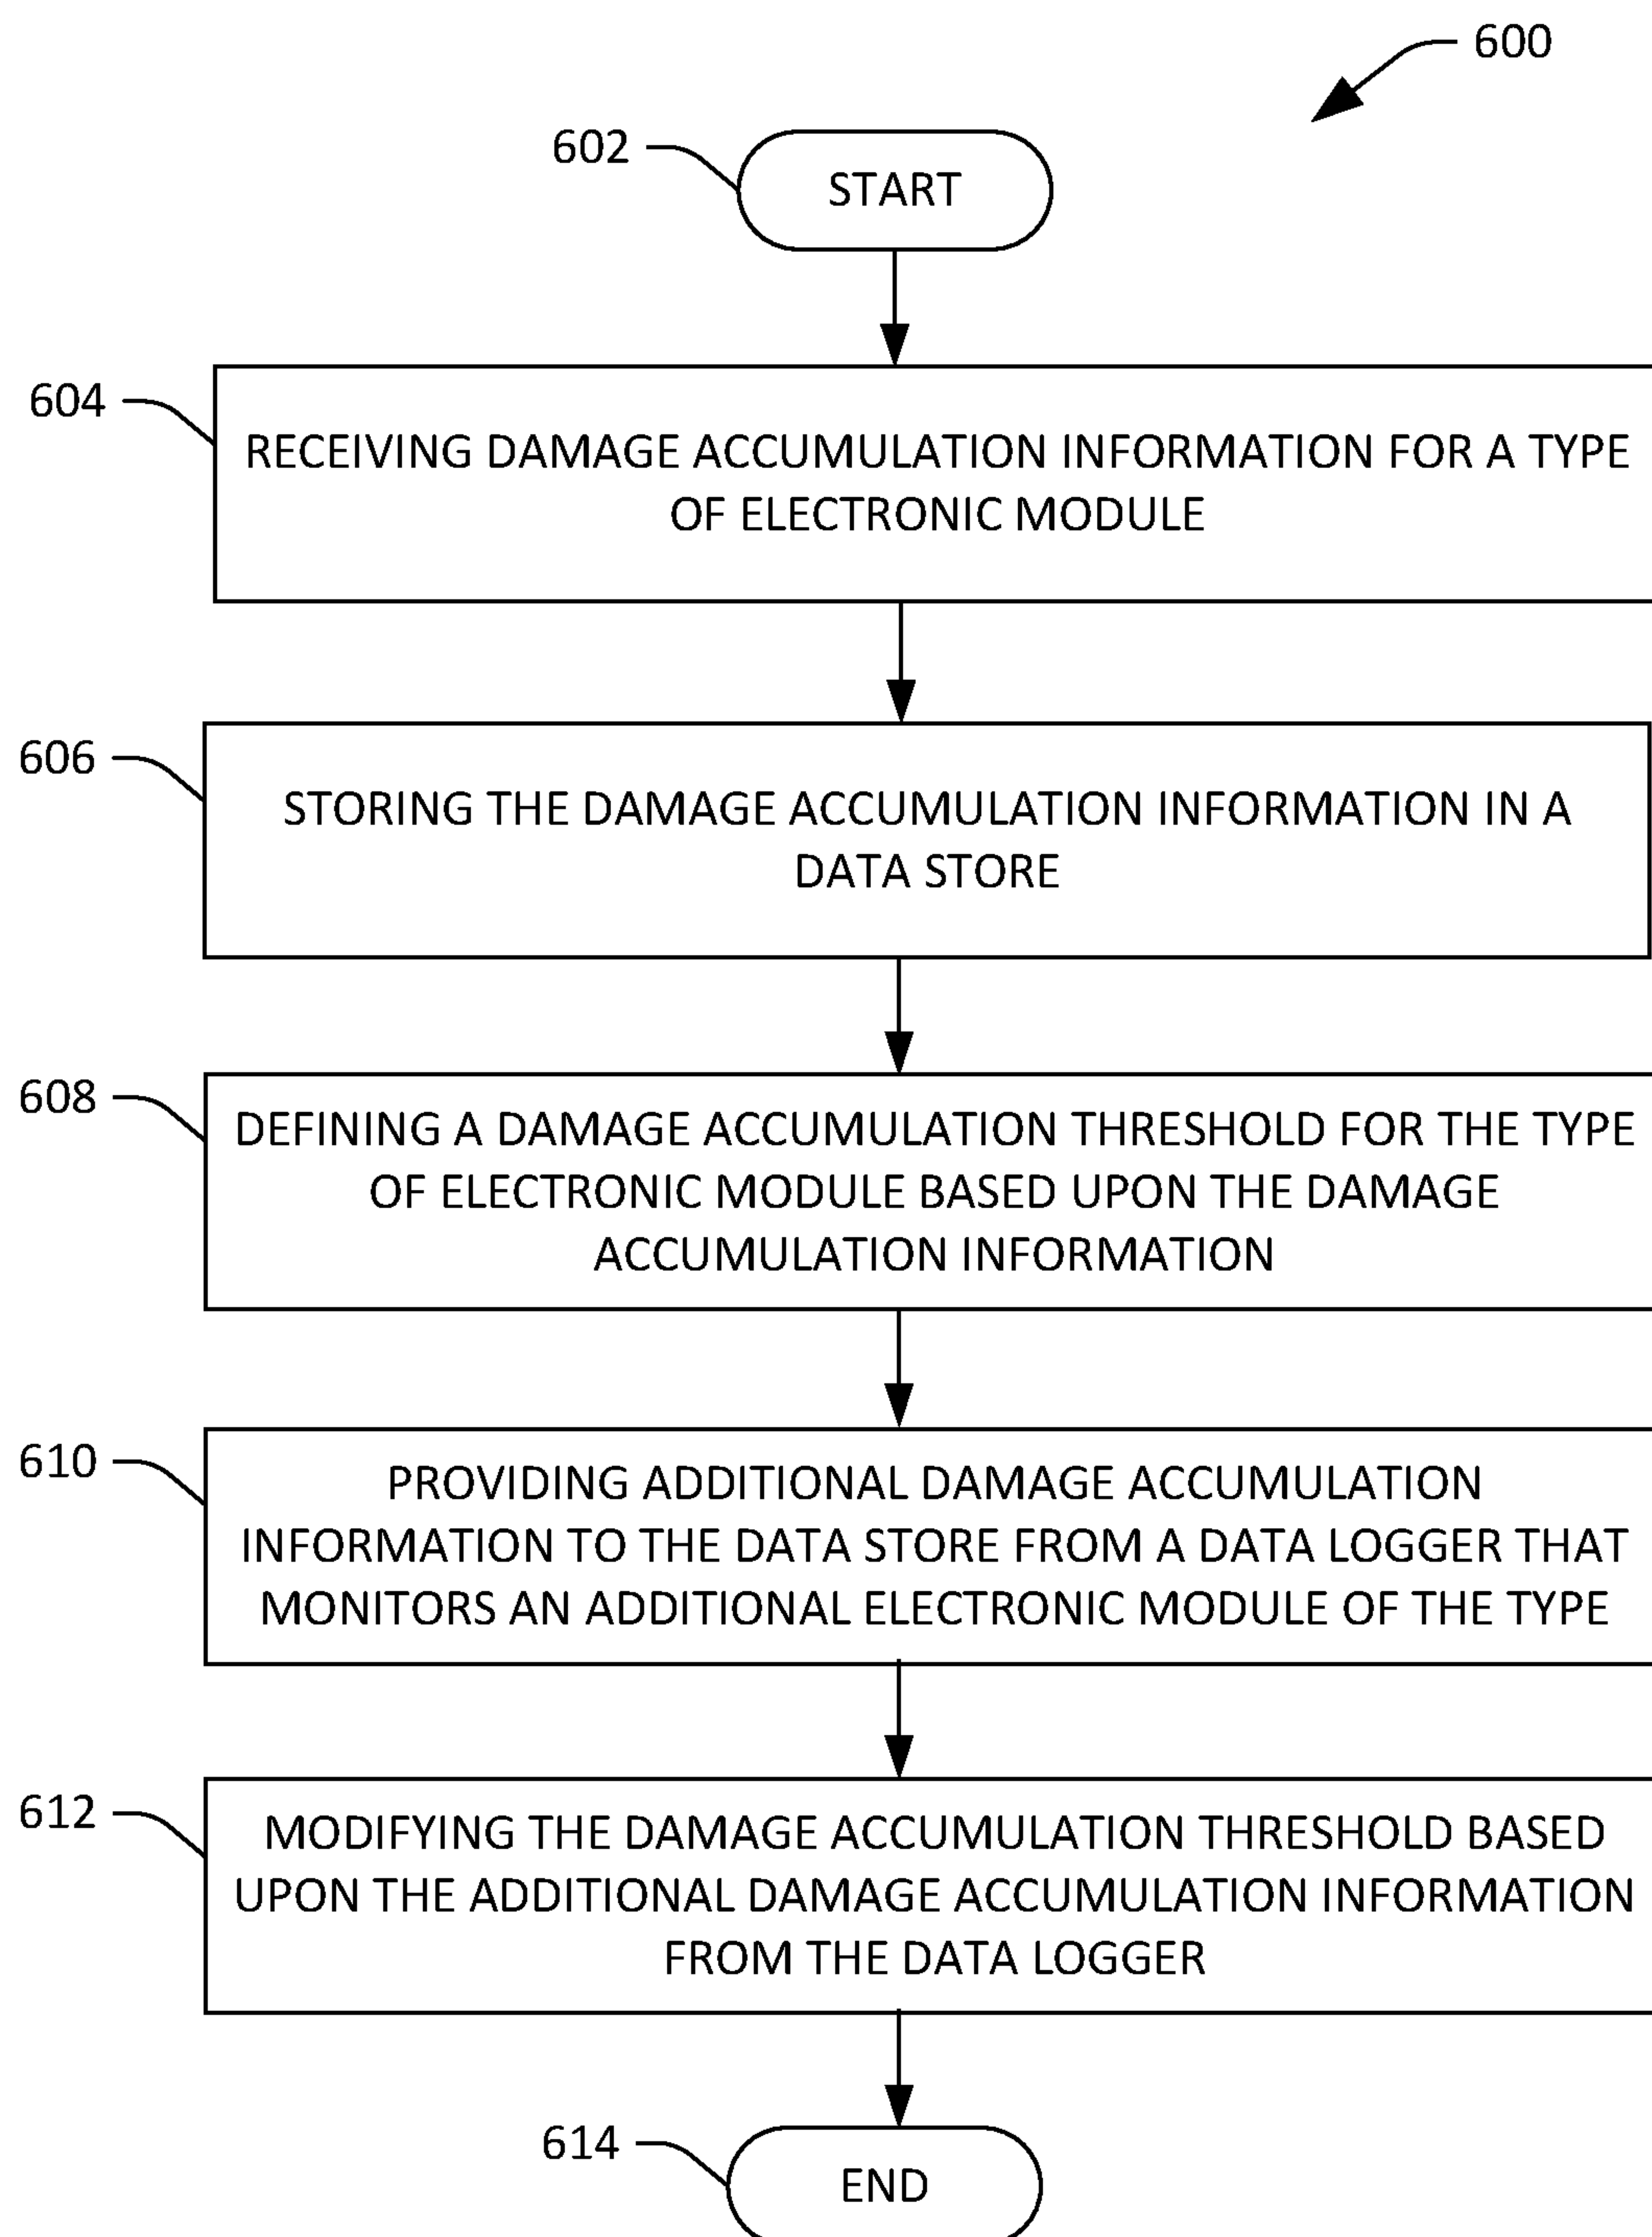 600
602
START
604
RECEIVING DAMAGE ACCUMULATION INFORMATION FOR A TYPE
OF ELECTRONIC MODULE
606
STORING THE DAMAGE ACCUMULATION INFORMATION IN A
DATA STORE
608
DEFINING A DAMAGE ACCUMULATION THRESHOLD FOR THE TYPE
OF ELECTRONIC MODULE BASED UPON THE DAMAGE
ACCUMULATION INFORMATION
610
PROVIDING ADDITIONAL DAMAGE ACCUMULATION
INFORMATION TO THE DATA STORE FROM A DATA LOGGER THAT
MONITORS AN ADDITIONAL ELECTRONIC MODULE OF THE TYPE
612
MODIFYING THE DAMAGE ACCUMULATION THRESHOLD BASED
UPON THE ADDITIONAL DAMAGE ACCUMULATION INFORMATION
FROM THE DATA LOGGER
614
END